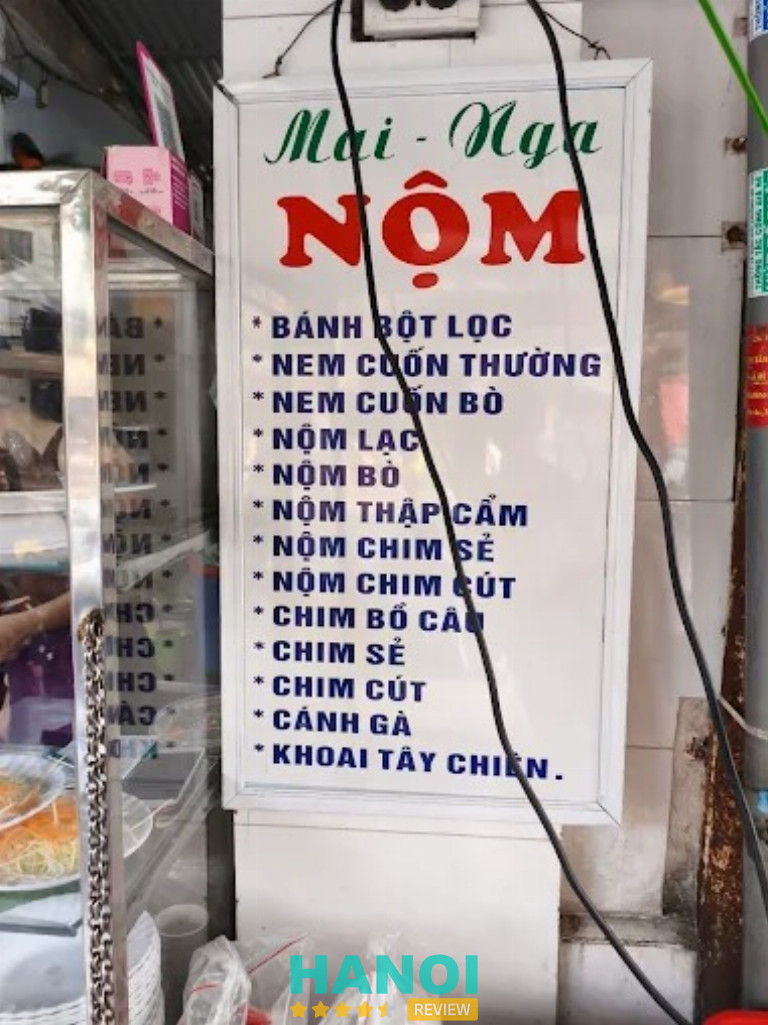 Mai - Nga
NỘM
* BÁNH BỘT LỌC
* NEM CUỐN THƯỜNG
* NEM CUỐN BÒ
* NỘM LẠC
* NỘM BÒ
* NỘM THẬP CẨM
* NỘM CHIM SẺ
* NỘM CHIM CÚT
* CHIM BỒ CÂU
* CHIM SẺ
* CHIM CÚT
* CÁNH GÀ
* KHOAI TÂY CHIÊN.
HANOI
REVIEW